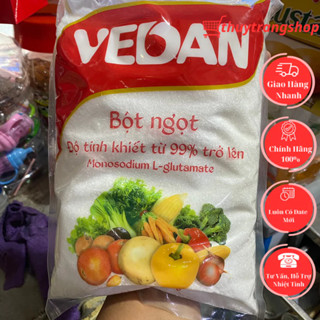 thuytrangshop
VEDAN
Bột ngọt
Độ tinh khiết từ 99% trở lên
Monosodium L-glutamate
Giao Hàng
Nhanh
Chính Hãng
100%
Luôn Có Date
Mới
Tư Vấn, Hỗ Trợ
Nhiệt Tình